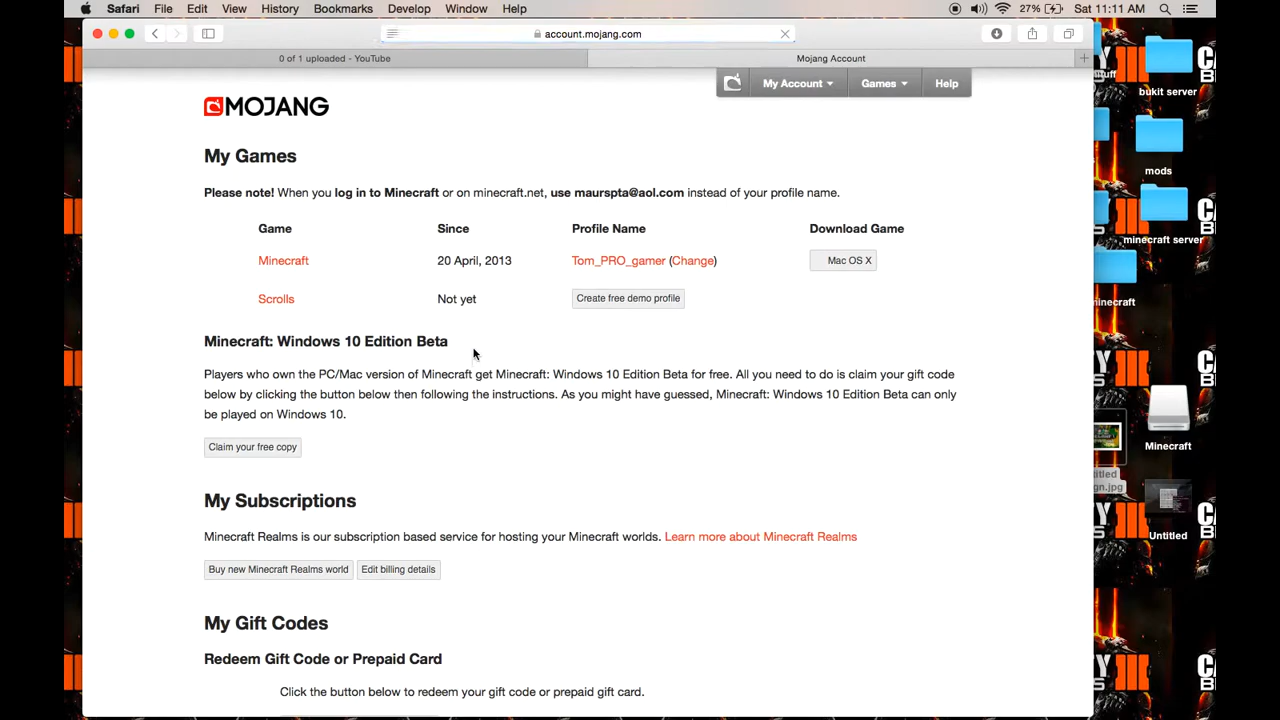 Safari File Edit View History Bookmarks Develop Window Help 27% Sat 11:11 AM
account.mojang.com
0 of 1 uploaded - YouTube Mojang Account
My Account Games Help
MOJANG
My Games
Please note! When you log in to Minecraft or on minecraft.net, use maurspta@aol.com instead of your profile name.
Game Since Profile Name Download Game
Minecraft 20 April, 2013 Tom_PRO_gamer (Change) Mac OS X
Scrolls Not yet Create free demo profile
Minecraft: Windows 10 Edition Beta
Players who own the PC/Mac version of Minecraft get Minecraft: Windows 10 Edition Beta for free. All you need to do is claim your gift code
below by clicking the button below then following the instructions. As you might have guessed, Minecraft: Windows 10 Edition Beta can only
be played on Windows 10.
Claim your free copy
My Subscriptions
Minecraft Realms is our subscription based service for hosting your Minecraft worlds. Learn more about Minecraft Realms
Buy new Minecraft Realms world Edit billing details
My Gift Codes
Redeem Gift Code or Prepaid Card
Click the button below to redeem your gift code or prepaid gift card.
bukit server
mods
minecraft server
minecraft
Minecraft
Untitled